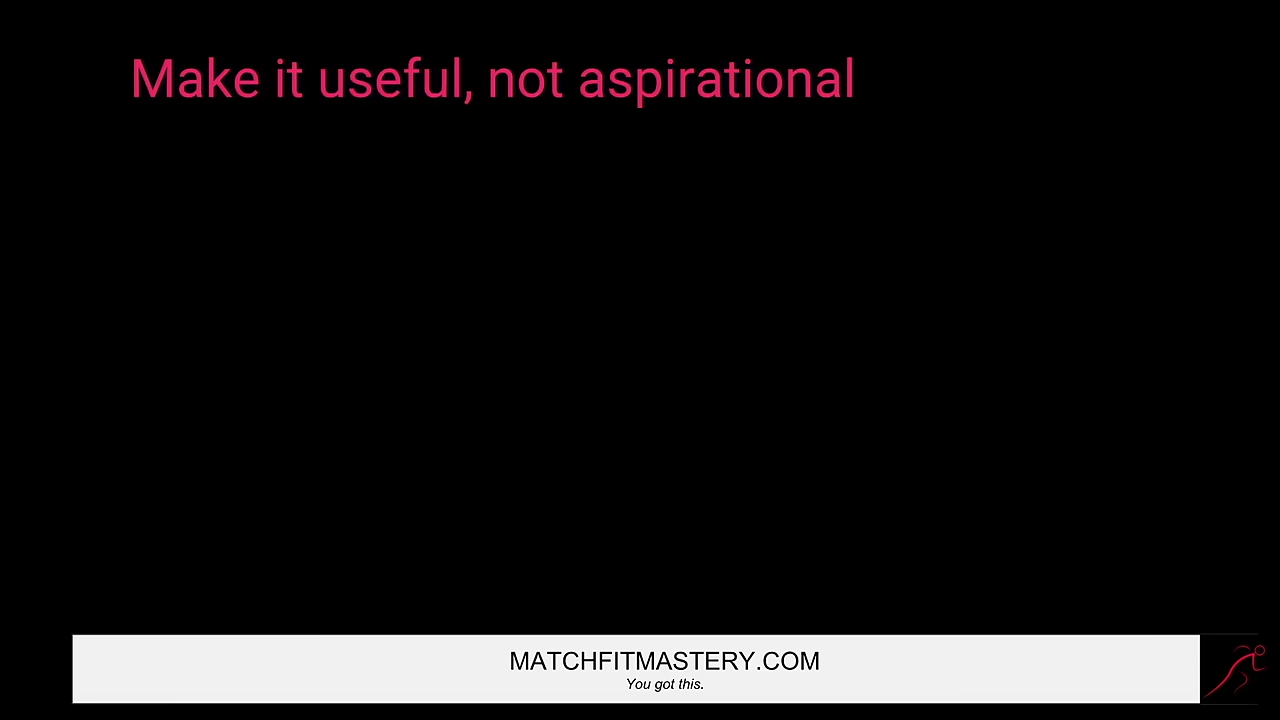 Make it useful, not aspirational
MATCHFITMASTERY.COM
You got this.